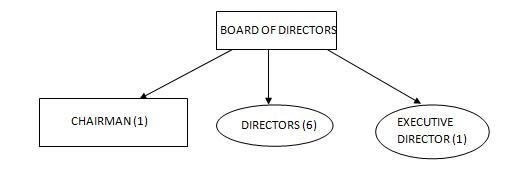 BOARD OF DIRECTORS
CHAIRMAN (1)
DIRECTORS (6)
EXECUTIVE
DIRECTOR (1)